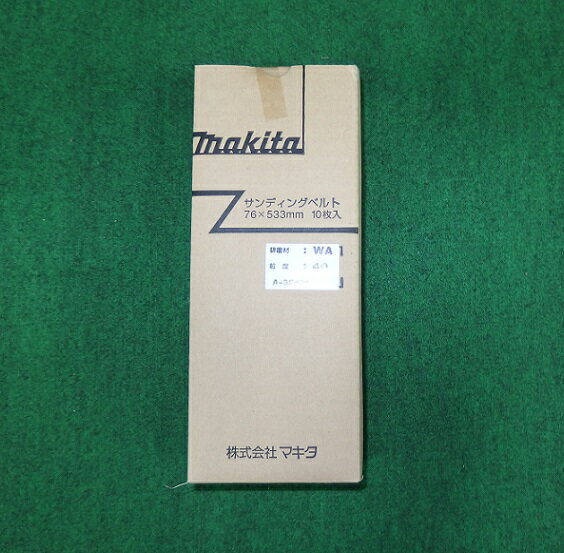 makita
サンディングベルト
76×533mm 10枚入
研磨材 : WA
粒度 : 40
株式会社 マキタ